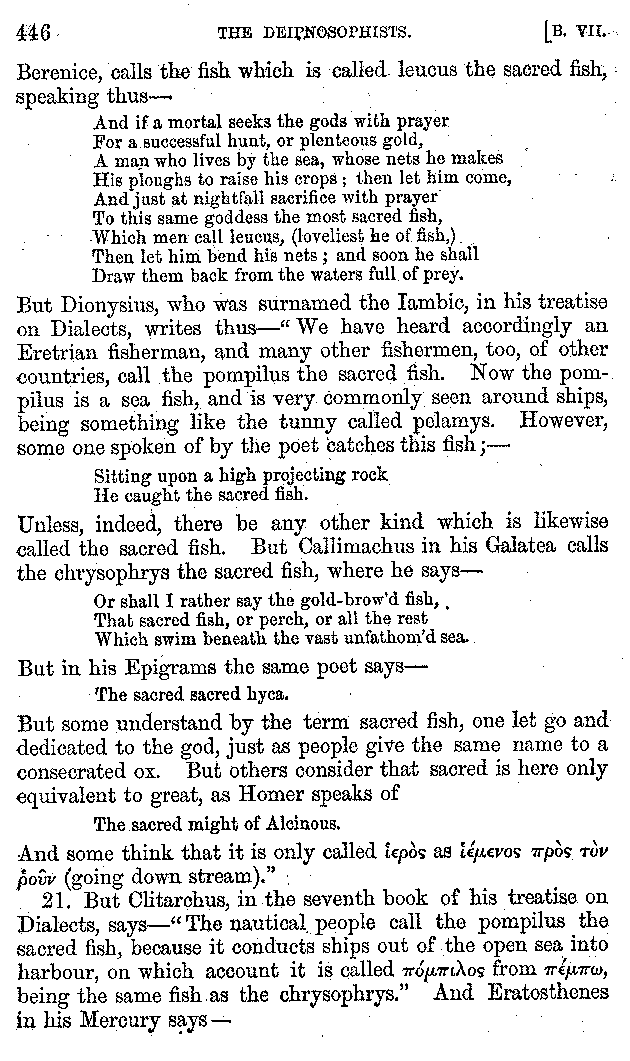 446 THE DEIPNOSOPHISTS. [B. VII.
Berenice, calls the fish which is called leucus the sacred fish,
speaking thus—
And if a mortal seeks the gods with prayer
For a successful hunt, or plenteous gold,
A man who lives by the sea, whose nets he makes
His ploughs to raise his crops; then let him come,
And just at nightfall sacrifice with prayer
To this same goddess the most sacred fish,
Which men call leucus, (loveliest he of fish,)
Then let him bend his nets; and soon he shall
Draw them back from the waters full of prey.
But Dionysius, who was surnamed the Iambic, in his treatise
on Dialects, writes thus—“We have heard accordingly an
Eretrian fisherman, and many other fishermen, too, of other
countries, call the pompilus the sacred fish. Now the pom-
pilus is a sea fish, and is very commonly seen around ships,
being something like the tunny called pelamys. However,
some one spoken of by the poet catches this fish;—
Sitting upon a high projecting rock
He caught the sacred fish.
Unless, indeed, there be any other kind which is likewise
called the sacred fish. But Callimachus in his Galatea calls
the chrysophrys the sacred fish, where he says—
Or shall I rather say the gold-brow'd fish,
That sacred fish, or perch, or all the rest
Which swim beneath the vast unfathom'd sea.
But in his Epigrams the same poet says—
The sacred sacred hyca.
But some understand by the term sacred fish, one let go and
dedicated to the god, just as people give the same name to a
consecrated ox. But others consider that sacred is here only
equivalent to great, as Homer speaks of
The sacred might of Alcinous.
And some think that it is only called ἱερὸς as ἱέμενος πρὸς τὸν
ῥοῦν (going down stream).”
21. But Clitarchus, in the seventh book of his treatise on
Dialects, says—“The nautical people call the pompilus the
sacred fish, because it conducts ships out of the open sea into
harbour, on which account it is called πόμπιλος from πέμπω,
being the same fish as the chrysophrys.” And Eratosthenes
in his Mercury says—